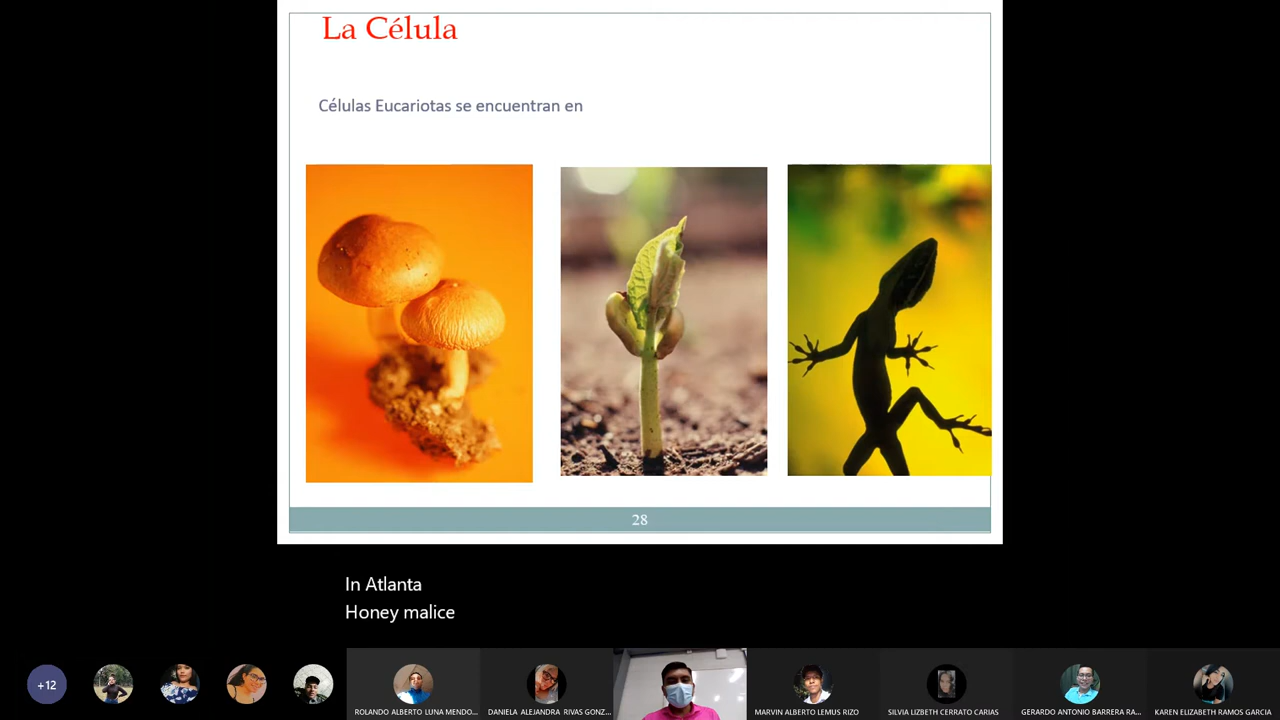 La Célula
Células Eucariotas se encuentran en
28
In Atlanta
Honey malice
+12
ROLANDO ALBERTO LUNA MENDO...
DANIELA ALEJANDRA RIVAS GONZ...
MARVIN ALBERTO LEMUS RIZO
SILVIA LIZBETH CERRATO CARIAS
GERARDO ANTONIO BARRERA RA...
KAREN ELIZABETH RAMOS GARCIA